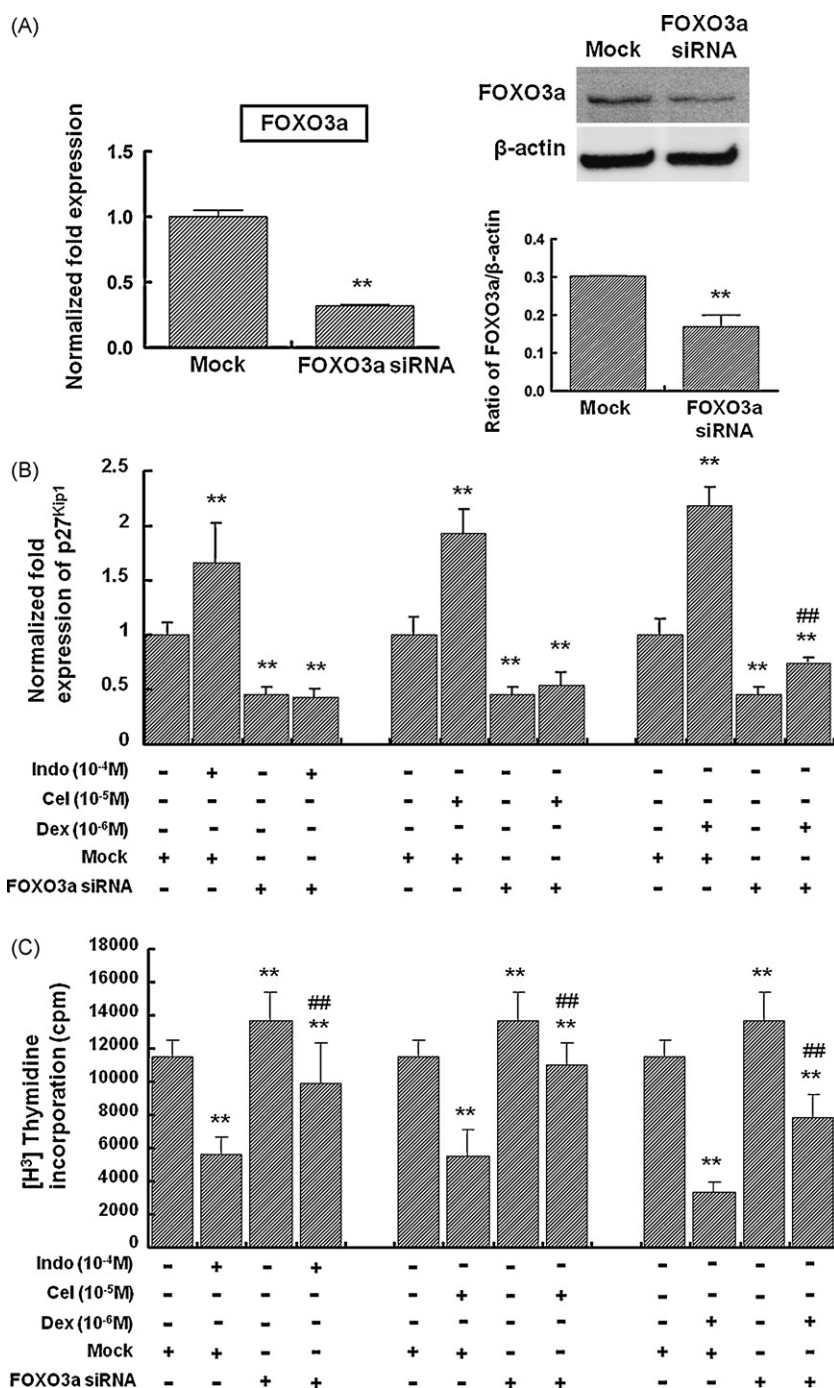 (A)
FOXO3a
Normalized fold expression
1.5
1.0
0.5
0.0
**
Mock
FOXO3a siRNA
Mock
FOXO3a
siRNA
FOXO3a
β-actin
Ratio of FOXO3a/β-actin
0.4
0.3
0.2
0.1
0.0
**
Mock
FOXO3a
siRNA
(B)
Normalized fold
expression of p27Kip1
2.5
2
1.5
1
0.5
0
** ** ** ** ** ** ** ** ## **
Indo (10-4M) - + - + - - - - - - - -
Cel (10-5M) - - - - - + - + - - - -
Dex (10-6M) - - - - - - - - - + - +
Mock + + - - + + - - + + - -
FOXO3a siRNA - - + + - - + + - - + +
(C)
[H3] Thymidine
incorporation (cpm)
18000
16000
14000
12000
10000
8000
6000
4000
2000
0
** ** ## ** ** ** ## ** ** ** ## **
Indo (10-4M) - + - + - - - - - - - -
Cel (10-5M) - - - - - + - + - - - -
Dex (10-6M) - - - - - - - - - + - +
Mock + + - - + + - - + + - -
FOXO3a siRNA - - + + - - + + - - + +